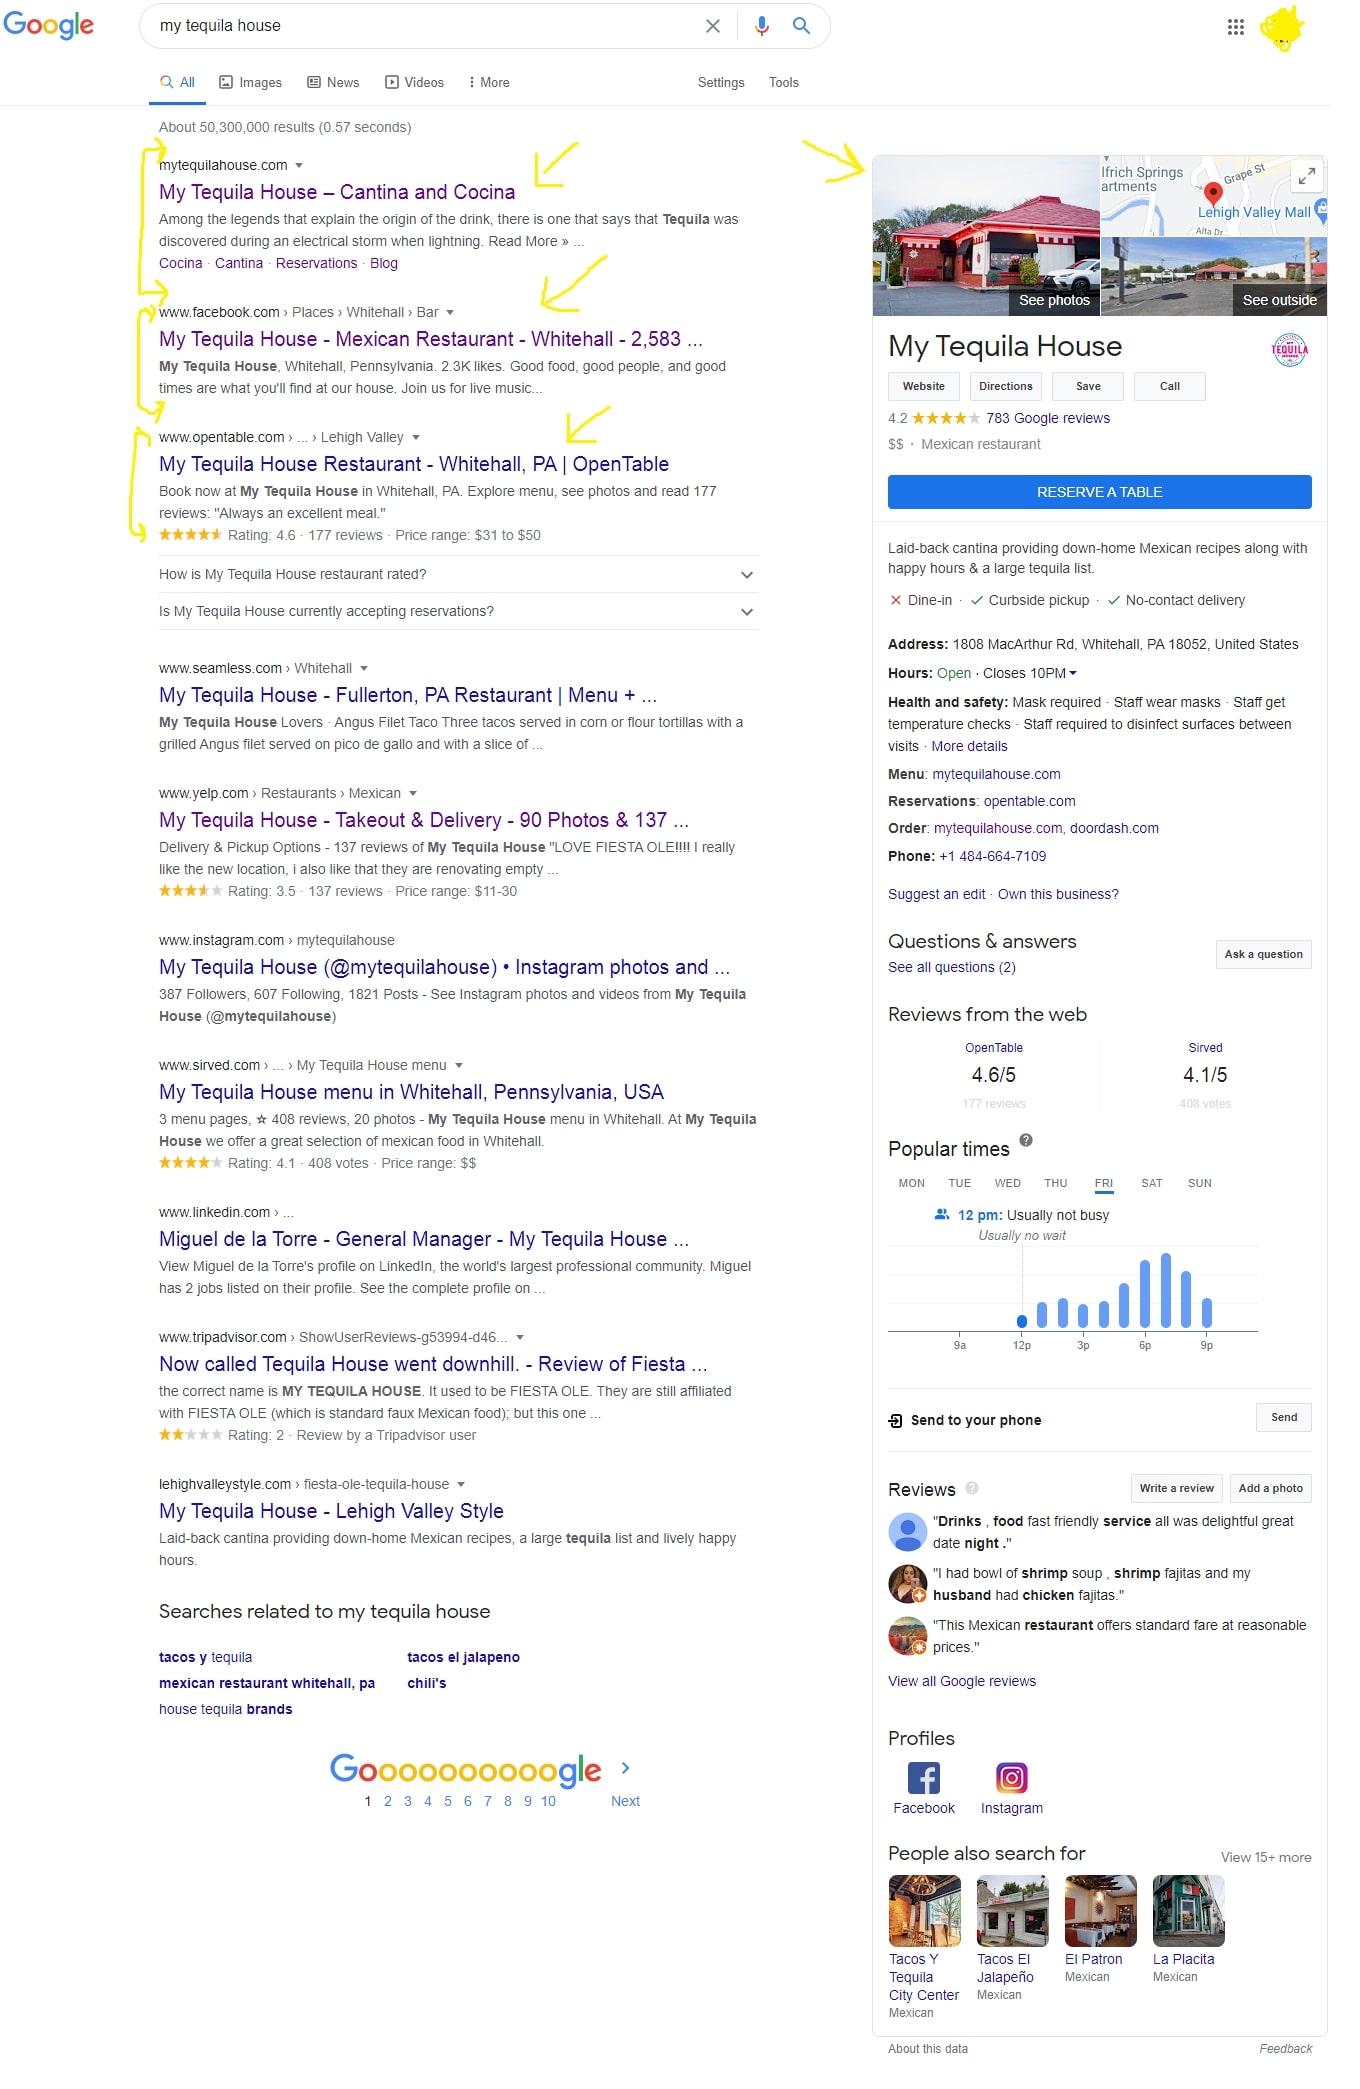 Google
my tequila house
All Images News Videos More Settings Tools
About 50,300,000 results (0.57 seconds)
mytequilahouse.com
My Tequila House – Cantina and Cocina
Among the legends that explain the origin of the drink, there is one that says that Tequila was
discovered during an electrical storm when lightning. Read More » ...
Cocina · Cantina · Reservations · Blog
www.facebook.com › Places › Whitehall › Bar
My Tequila House - Mexican Restaurant - Whitehall - 2,583 ...
My Tequila House, Whitehall, Pennsylvania. 2.3K likes. Good food, good people, and good
times are what you'll find at our house. Join us for live music...
www.opentable.com › ... › Lehigh Valley
My Tequila House Restaurant - Whitehall, PA | OpenTable
Book now at My Tequila House in Whitehall, PA. Explore menu, see photos and read 177
reviews: "Always an excellent meal."
Rating: 4.6 · 177 reviews · Price range: $31 to $50
How is My Tequila House restaurant rated?
Is My Tequila House currently accepting reservations?
www.seamless.com › Whitehall
My Tequila House - Fullerton, PA Restaurant | Menu + ...
My Tequila House Lovers · Angus Filet Taco Three tacos served in corn or flour tortillas with a
grilled Angus filet served on pico de gallo and with a slice of ...
www.yelp.com › Restaurants › Mexican
My Tequila House - Takeout & Delivery - 90 Photos & 137 ...
Delivery & Pickup Options - 137 reviews of My Tequila House "LOVE FIESTA OLE!!!! I really
like the new location, i also like that they are renovating empty ...
Rating: 3.5 · 137 reviews · Price range: $11-30
www.instagram.com › mytequilahouse
My Tequila House (@mytequilahouse) • Instagram photos and ...
387 Followers, 607 Following, 1821 Posts - See Instagram photos and videos from My Tequila
House (@mytequilahouse)
www.sirved.com › ... › My Tequila House menu
My Tequila House menu in Whitehall, Pennsylvania, USA
3 menu pages, ☆ 408 reviews, 20 photos - My Tequila House menu in Whitehall. At My Tequila
House we offer a great selection of mexican food in Whitehall.
Rating: 4.1 · 408 votes · Price range: $$
www.linkedin.com › ...
Miguel de la Torre - General Manager - My Tequila House ...
View Miguel de la Torre's profile on LinkedIn, the world's largest professional community. Miguel
has 2 jobs listed on their profile. See the complete profile on ...
www.tripadvisor.com › ShowUserReviews-g53994-d46...
Now called Tequila House went downhill. - Review of Fiesta ...
the correct name is MY TEQUILA HOUSE. It used to be FIESTA OLE. They are still affiliated
with FIESTA OLE (which is standard faux Mexican food); but this one ...
Rating: 2 · Review by a Tripadvisor user
lehighvalleystyle.com › fiesta-ole-tequila-house
My Tequila House - Lehigh Valley Style
Laid-back cantina providing down-home Mexican recipes, a large tequila list and lively happy
hours.
Searches related to my tequila house
tacos y tequila
tacos el jalapeno
mexican restaurant whitehall, pa
chili's
house tequila brands
Goooooooooogle
1 2 3 4 5 6 7 8 9 10 Next
lfrich Springs
artments
Grape St
Lehigh Valley Mall
Alta Dr
See photos
See outside
My Tequila House
TEQUILA
Website Directions Save Call
4.2 783 Google reviews
$$ · Mexican restaurant
RESERVE A TABLE
Laid-back cantina providing down-home Mexican recipes along with
happy hours & a large tequila list.
Dine-in · Curbside pickup · No-contact delivery
Address: 1808 MacArthur Rd, Whitehall, PA 18052, United States
Hours: Open · Closes 10PM
Health and safety: Mask required · Staff wear masks · Staff get
temperature checks · Staff required to disinfect surfaces between
visits · More details
Menu: mytequilahouse.com
Reservations: opentable.com
Order: mytequilahouse.com, doordash.com
Phone: +1 484-664-7109
Suggest an edit · Own this business?
Questions & answers
See all questions (2)
Ask a question
Reviews from the web
OpenTable
4.6/5
177 reviews
Sirved
4.1/5
408 votes
Popular times
MON TUE WED THU FRI SAT SUN
12 pm: Usually not busy
Usually no wait
9a 12p 3p 6p 9p
Send to your phone
Send
Reviews
Write a review
Add a photo
"Drinks , food fast friendly service all was delightful great
date night ."
"I had bowl of shrimp soup , shrimp fajitas and my
husband had chicken fajitas."
"This Mexican restaurant offers standard fare at reasonable
prices."
View all Google reviews
Profiles
Facebook Instagram
People also search for
View 15+ more
Tacos Y
Tequila
City Center
Mexican
Tacos El
Jalapeño
Mexican
El Patron
Mexican
La Placita
Mexican
About this data
Feedback